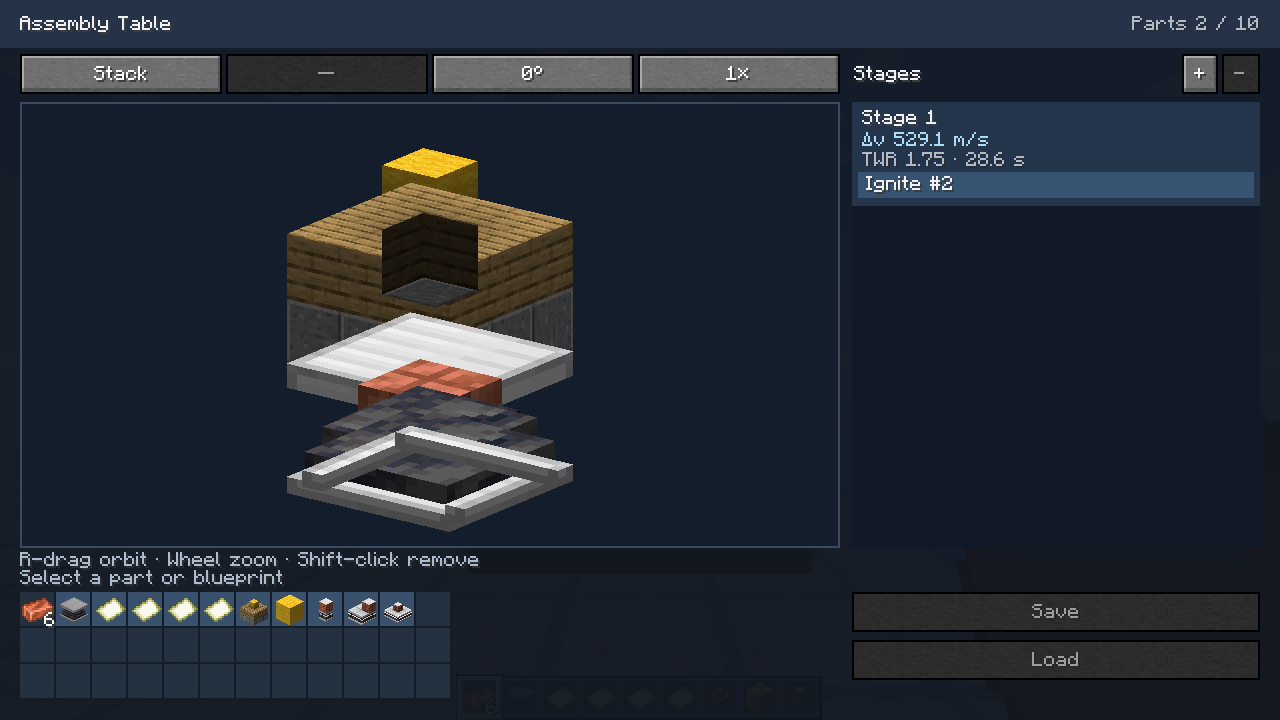 Assembly Table
Parts 2 / 10
Stack
—
0°
1×
Stages
+
−
Stage 1
Δv 529.1 m/s
TWR 1.75 · 28.6 s
Ignite #2
R-drag orbit · Wheel zoom · Shift-click remove
Select a part or blueprint
6
Save
Load
6